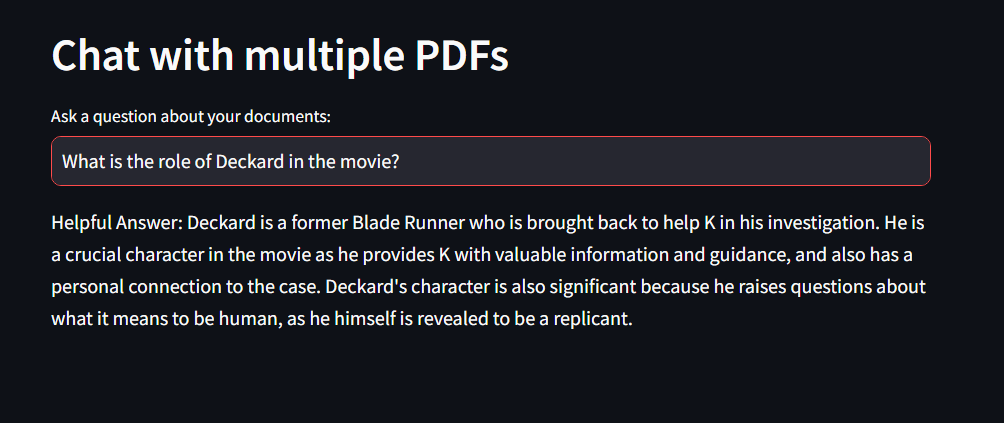 Chat with multiple PDFs
Ask a question about your documents:
What is the role of Deckard in the movie?
Helpful Answer: Deckard is a former Blade Runner who is brought back to help K in his investigation. He is
a crucial character in the movie as he provides K with valuable information and guidance, and also has a
personal connection to the case. Deckard's character is also significant because he raises questions about
what it means to be human, as he himself is revealed to be a replicant.